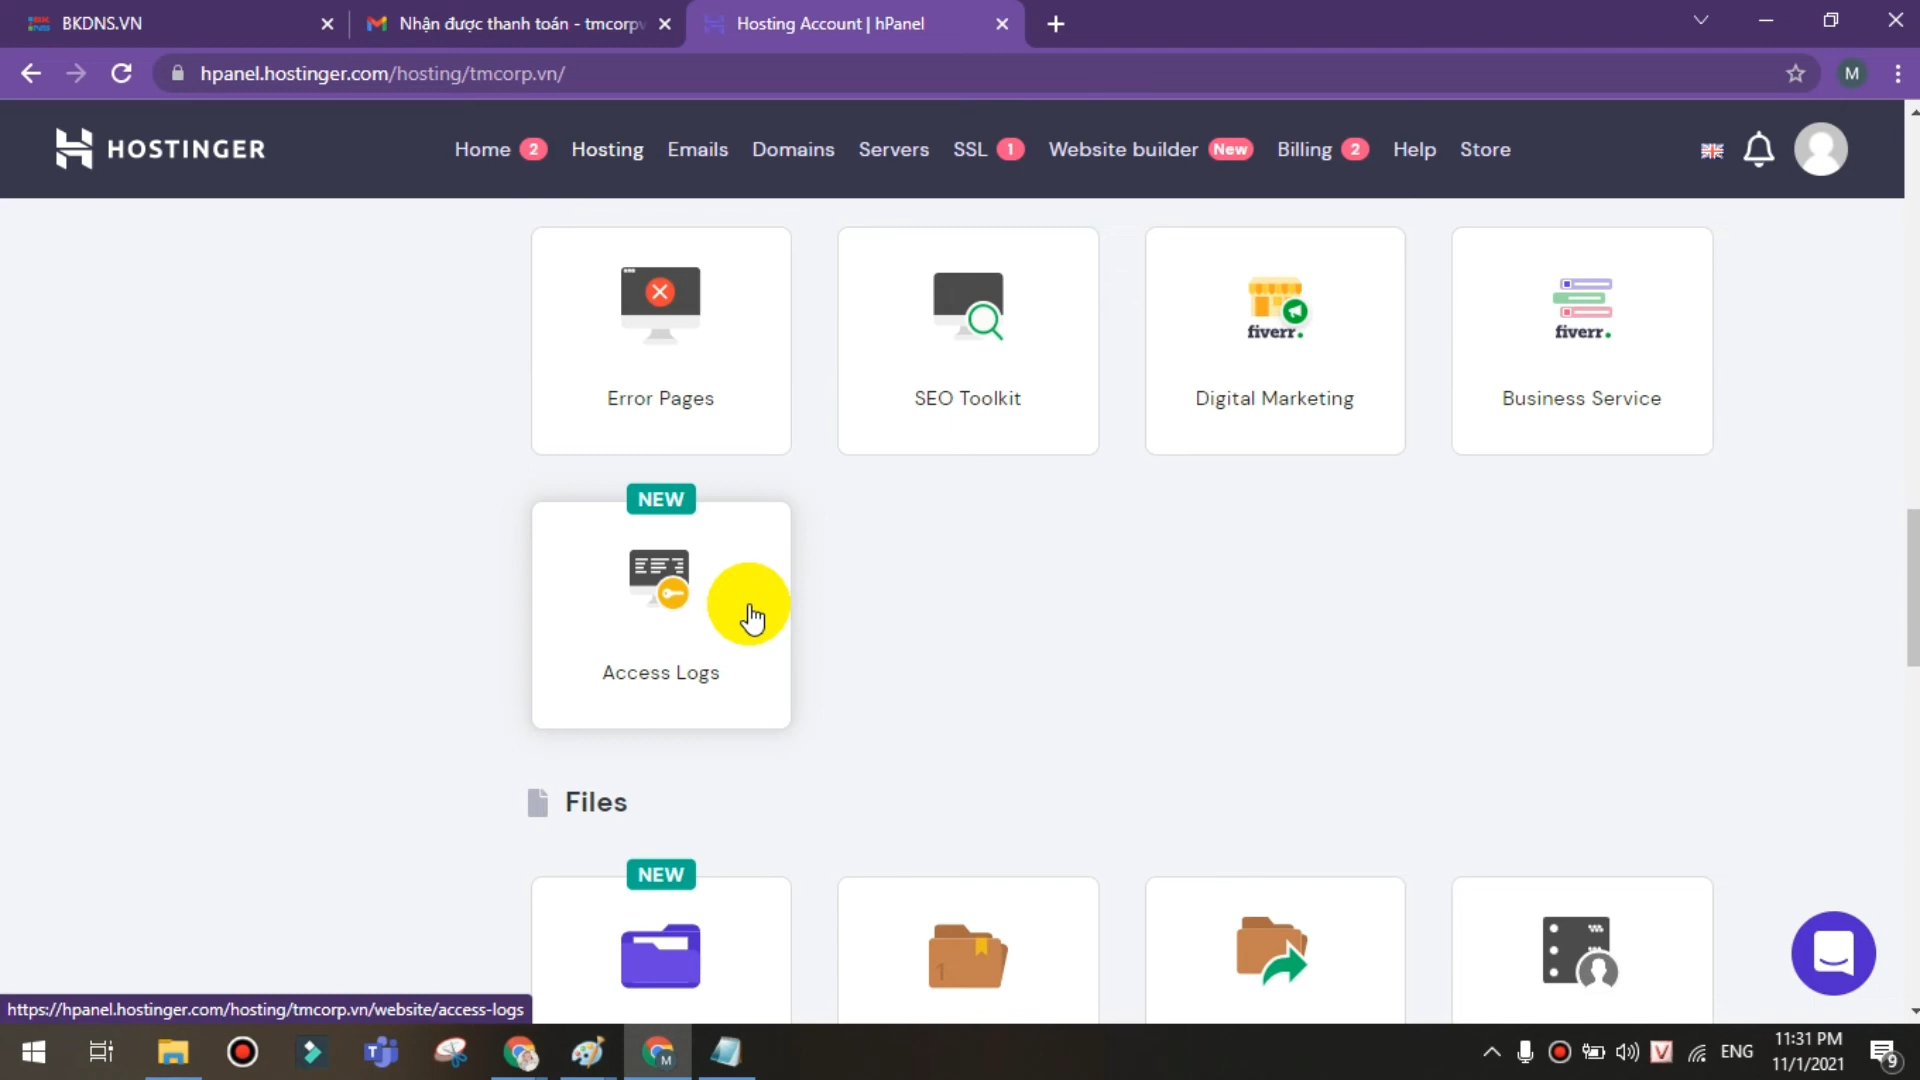 BKDNS.VN
Nhận được thanh toán - tmcorpv
Hosting Account | hPanel
hpanel.hostinger.com/hosting/tmcorp.vn/
M
HOSTINGER
Home 2
Hosting
Emails
Domains
Servers
SSL 1
Website builder New
Billing 2
Help
Store
fiverr.
fiverr.
Error Pages
SEO Toolkit
Digital Marketing
Business Service
NEW
Access Logs
Files
NEW
1
https://hpanel.hostinger.com/hosting/tmcorp.vn/website/access-logs
M
V
ENG
11:31 PM
11/1/2021
9